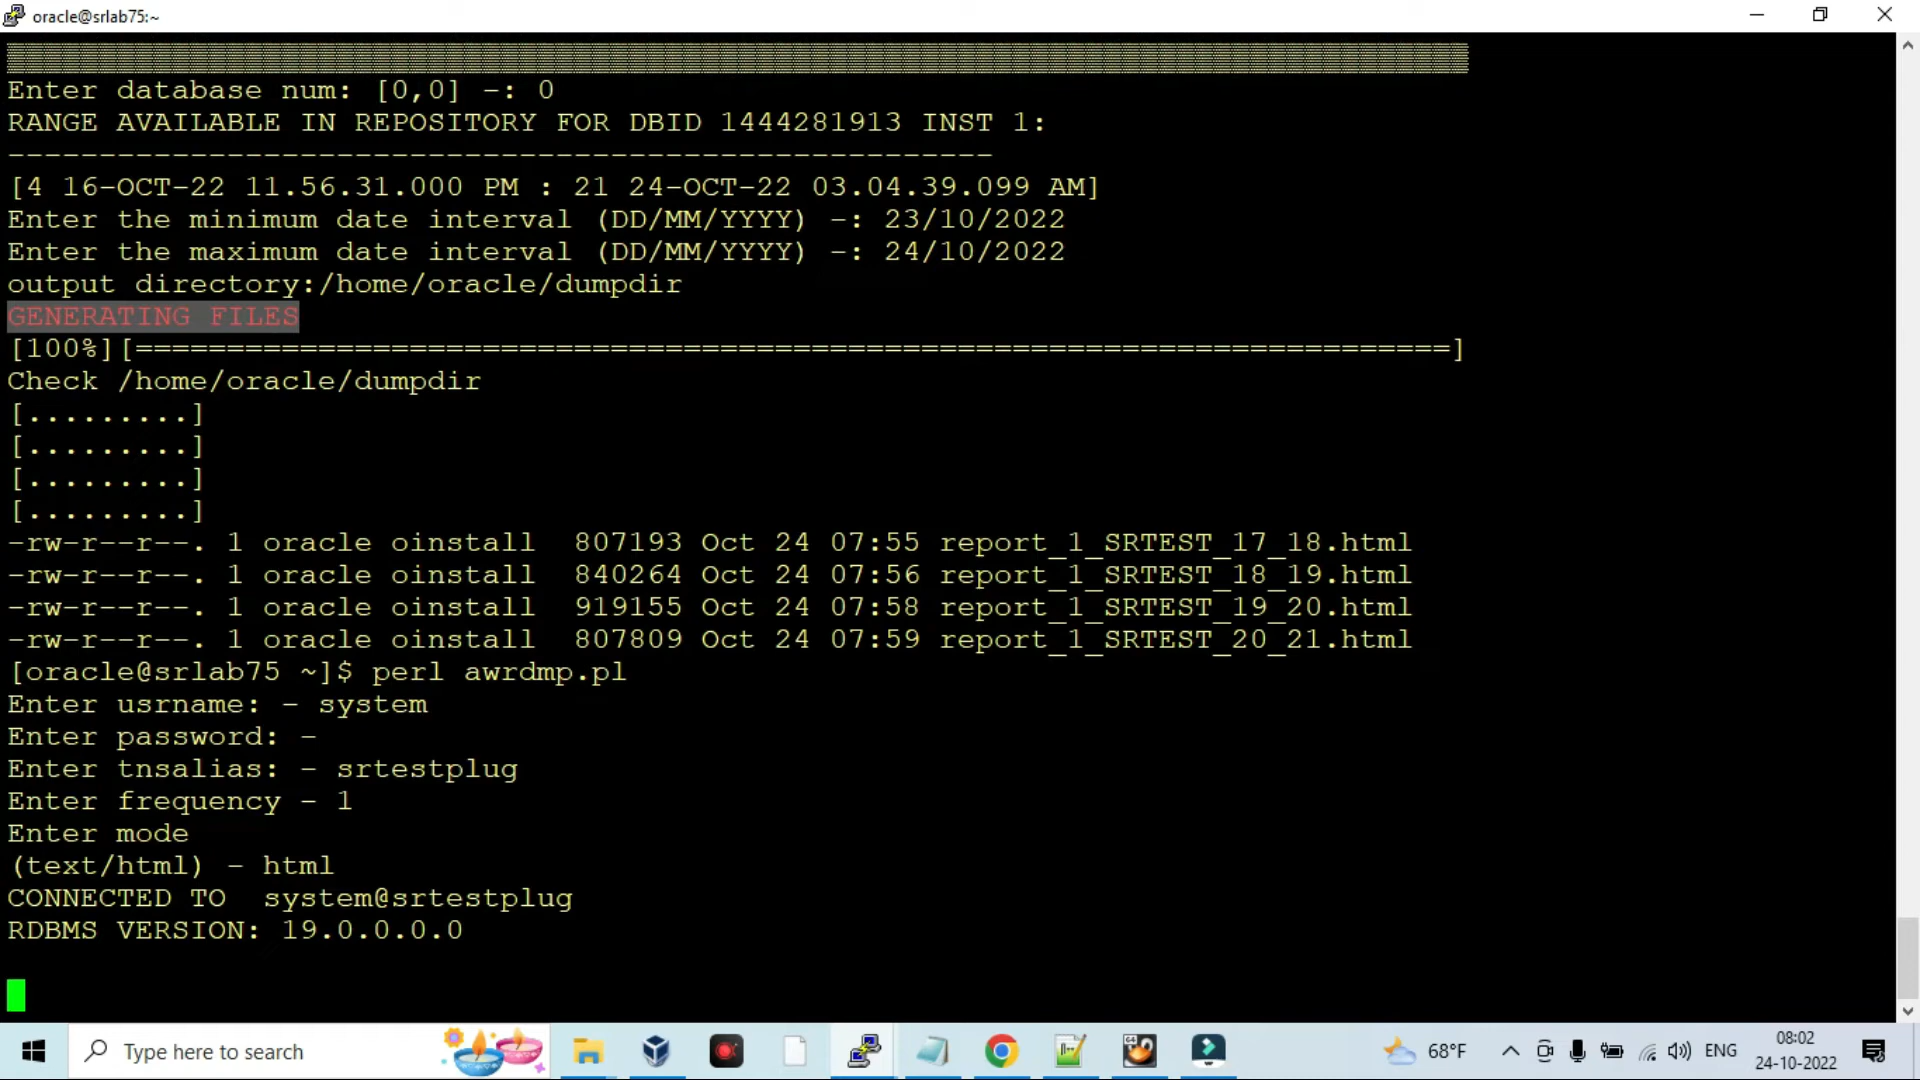 oracle@srlab75:~
Enter database num: [0,0] -: 0
RANGE AVAILABLE IN REPOSITORY FOR DBID 1444281913 INST 1:
------------------------------------------------------
[4 16-OCT-22 11.56.31.000 PM : 21 24-OCT-22 03.04.39.099 AM]
Enter the minimum date interval (DD/MM/YYYY) -: 23/10/2022
Enter the maximum date interval (DD/MM/YYYY) -: 24/10/2022
output directory:/home/oracle/dumpdir
GENERATING FILES
[100%][========================================================================]
Check /home/oracle/dumpdir
[.........]
[.........]
[.........]
[.........]
-rw-r--r--. 1 oracle oinstall  807193 Oct 24 07:55 report_1_SRTEST_17_18.html
-rw-r--r--. 1 oracle oinstall  840264 Oct 24 07:56 report_1_SRTEST_18_19.html
-rw-r--r--. 1 oracle oinstall  919155 Oct 24 07:58 report_1_SRTEST_19_20.html
-rw-r--r--. 1 oracle oinstall  807809 Oct 24 07:59 report_1_SRTEST_20_21.html
[oracle@srlab75 ~]$ perl awrdmp.pl
Enter usrname: - system
Enter password: -
Enter tnsalias: - srtestplug
Enter frequency - 1
Enter mode
(text/html) - html
CONNECTED TO  system@srtestplug
RDBMS VERSION: 19.0.0.0.0
Type here to search
68°F
ENG
08:02
24-10-2022